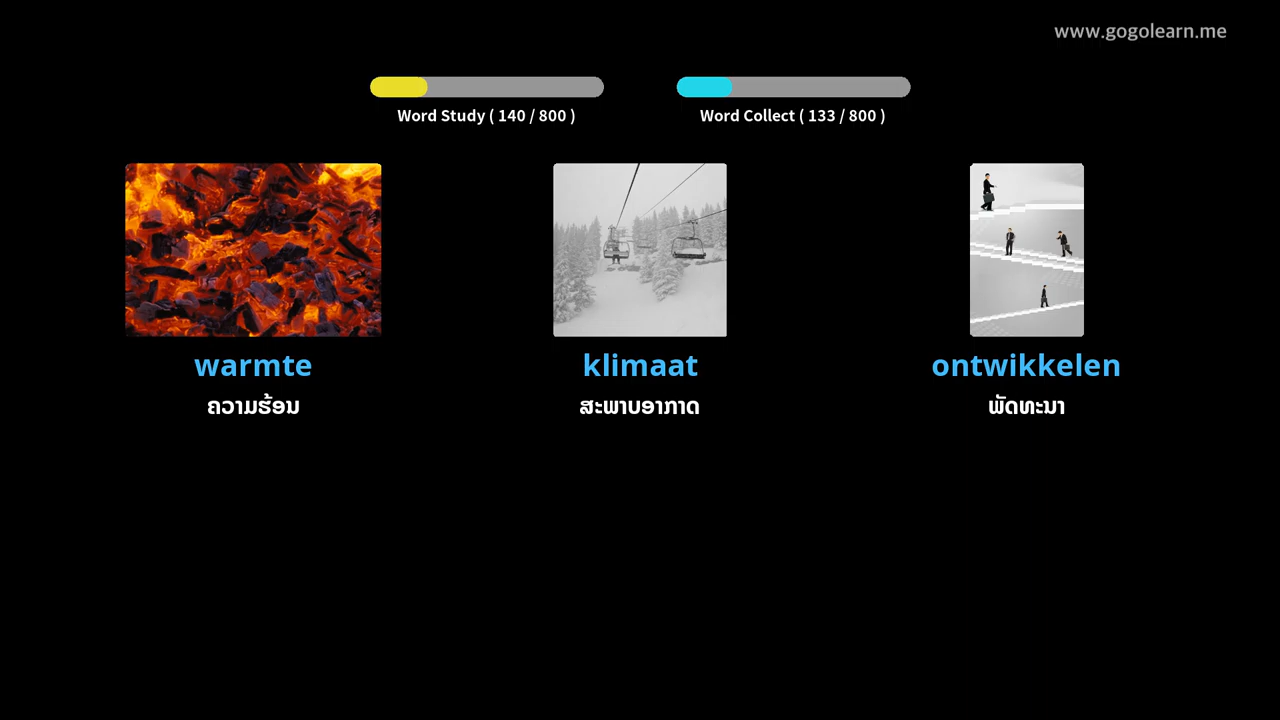 www.gogolearn.me
Word Study ( 140 / 800 )
Word Collect ( 133 / 800 )
warmte
klimaat
ontwikkelen
ຄວາມຮ້ອນ
ສະພາບອາກາດ
ພັດທະນາ